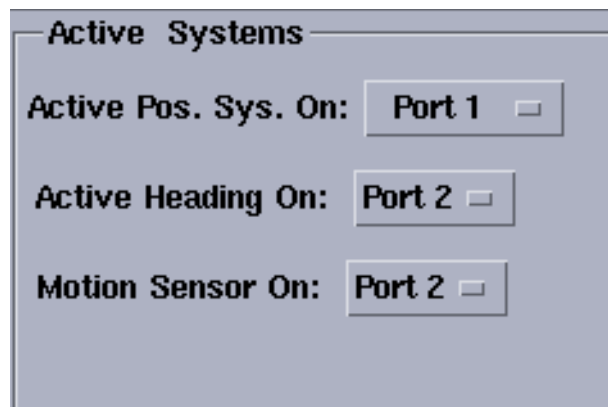 Active Systems
Active Pos. Sys. On: Port 1
Active Heading On: Port 2
Motion Sensor On: Port 2